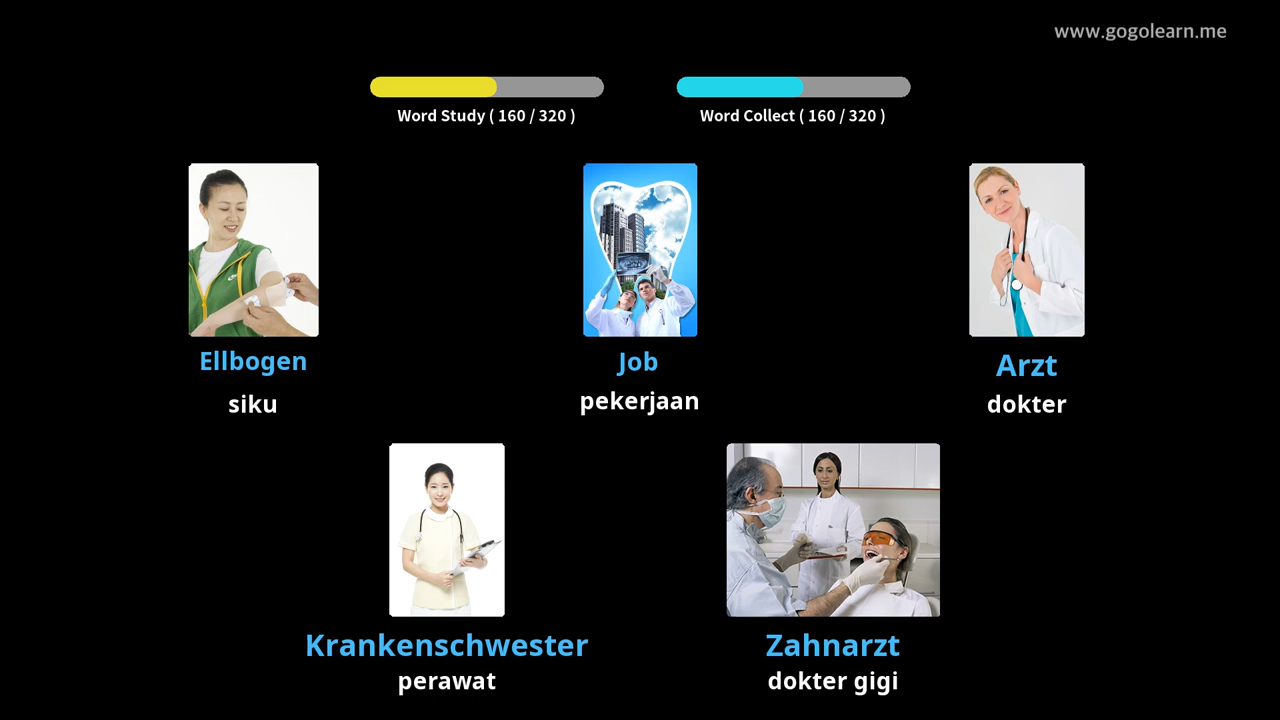 www.gogolearn.me
Word Study ( 160 / 320 )
Word Collect ( 160 / 320 )
Ellbogen
siku
Job
pekerjaan
Arzt
dokter
Krankenschwester
perawat
Zahnarzt
dokter gigi